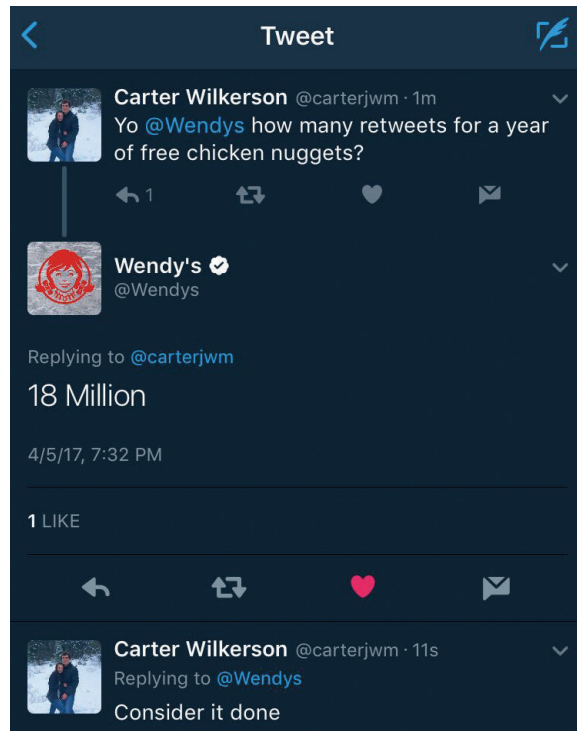 Tweet
Carter Wilkerson @carterjwm · 1m
Yo @Wendys how many retweets for a year
of free chicken nuggets?
1
Wendy's
@Wendys
Replying to @carterjwm
18 Million
4/5/17, 7:32 PM
1 LIKE
Carter Wilkerson @carterjwm · 11s
Replying to @Wendys
Consider it done